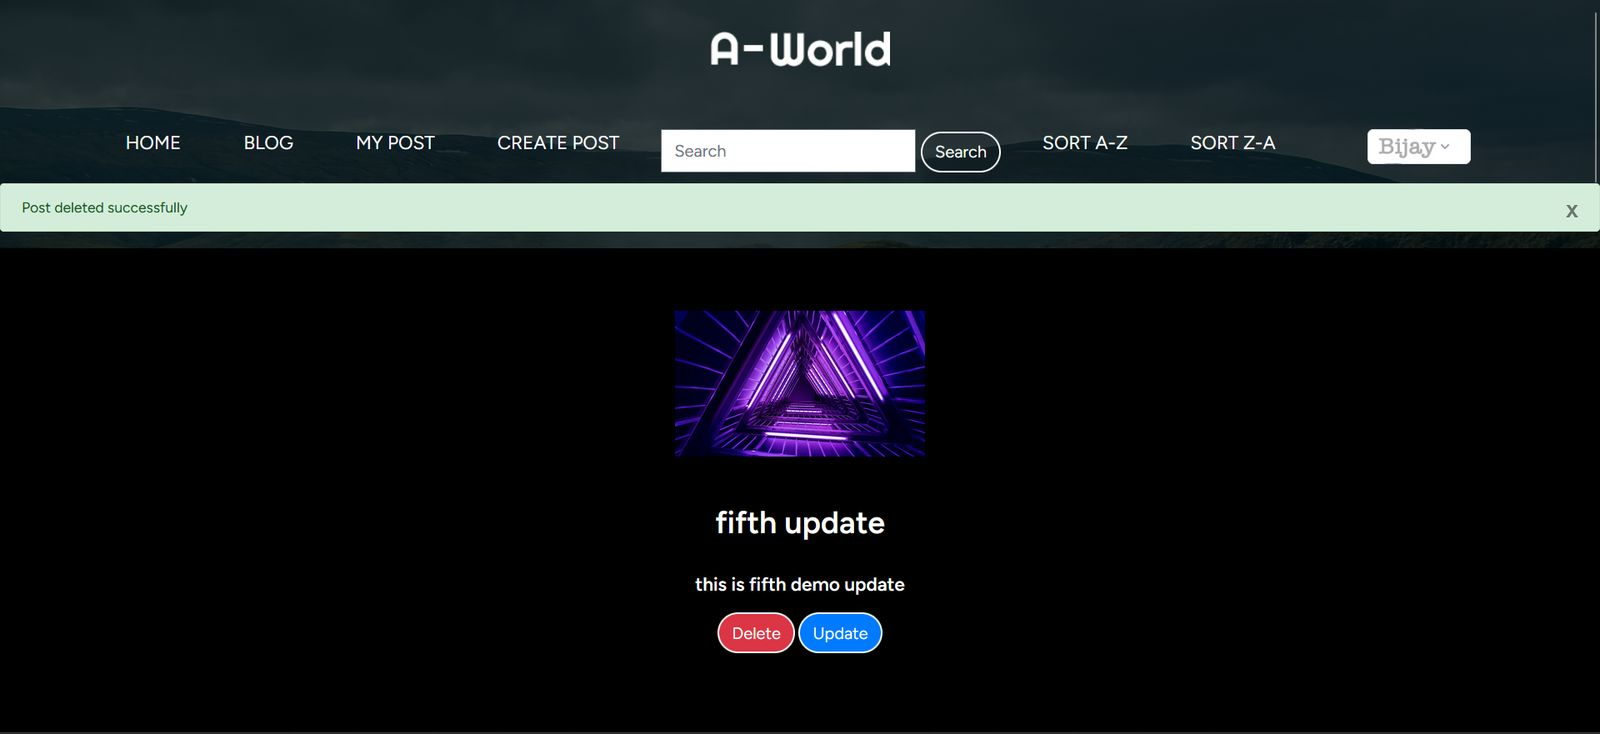 A-World
HOME BLOG MY POST CREATE POST Search Search SORT A-Z SORT Z-A Bijay
Post deleted successfully x
fifth update
this is fifth demo update
Delete Update